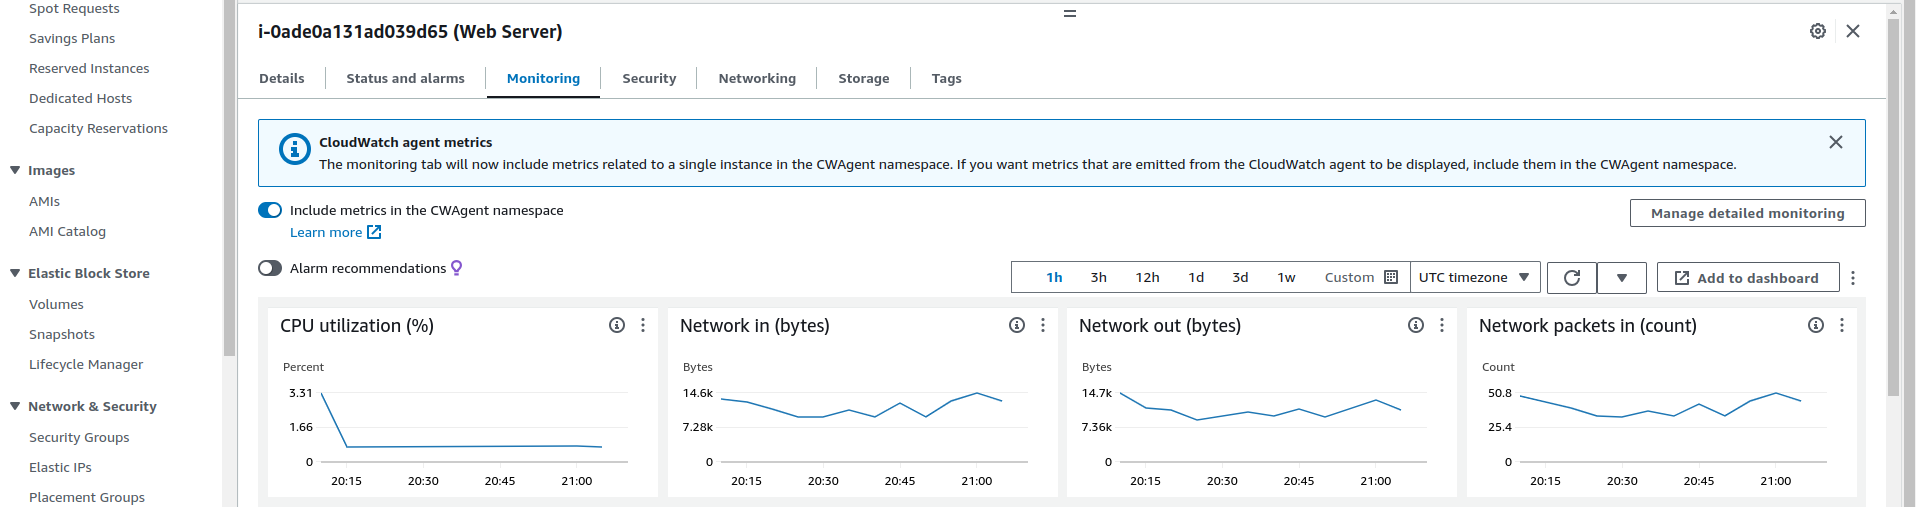 Spot Requests
Savings Plans
Reserved Instances
Dedicated Hosts
Capacity Reservations
Images
AMIs
AMI Catalog
Elastic Block Store
Volumes
Snapshots
Lifecycle Manager
Network & Security
Security Groups
Elastic IPs
Placement Groups
i-0ade0a131ad039d65 (Web Server)
Details Status and alarms Monitoring Security Networking Storage Tags
CloudWatch agent metrics
The monitoring tab will now include metrics related to a single instance in the CWAgent namespace. If you want metrics that are emitted from the CloudWatch agent to be displayed, include them in the CWAgent namespace.
Include metrics in the CWAgent namespace
Learn more
Manage detailed monitoring
Alarm recommendations
1h 3h 12h 1d 3d 1w Custom UTC timezone Add to dashboard
CPU utilization (%)
Percent
3.31
1.66
0
20:15 20:30 20:45 21:00
Network in (bytes)
Bytes
14.6k
7.28k
0
20:15 20:30 20:45 21:00
Network out (bytes)
Bytes
14.7k
7.36k
0
20:15 20:30 20:45 21:00
Network packets in (count)
Count
50.8
25.4
0
20:15 20:30 20:45 21:00